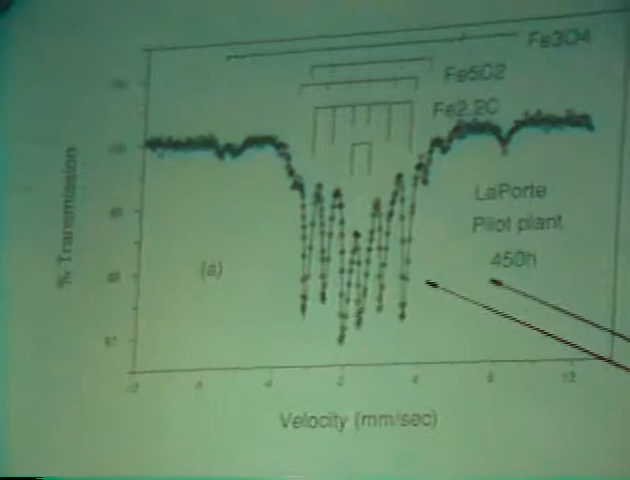 Fe3O4
Fe5C2
Fe2.2C
% Transmission
LaPorte
Pilot plant
450h
(a)
Velocity (mm/sec)